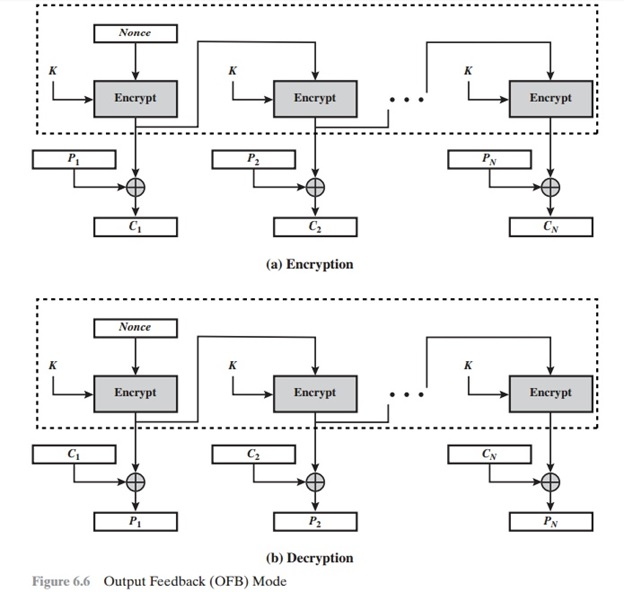 Nonce
K K K
Encrypt Encrypt • • • Encrypt
P1 P2 PN
C1 C2 CN
(a) Encryption
Nonce
K K K
Encrypt Encrypt • • • Encrypt
C1 C2 CN
P1 P2 PN
(b) Decryption
Figure 6.6 Output Feedback (OFB) Mode